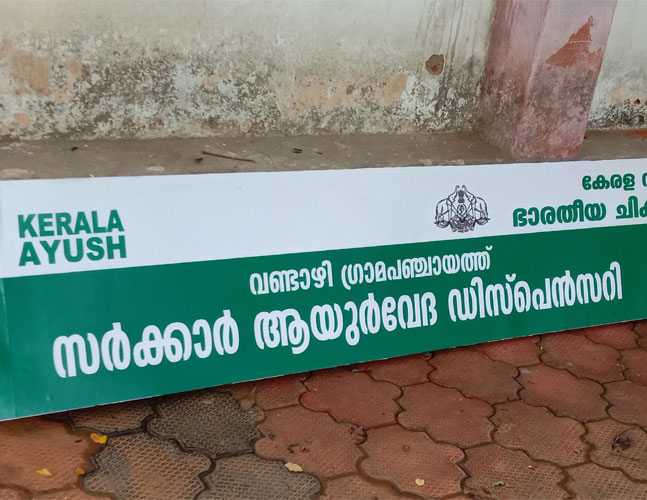 KERALA
AYUSH
കേരള
ഭാരതീയ
വണ്ടാഴി ഗ്രാമപഞ്ചായത്ത്
സർക്കാർ ആയുർവേദ ഡിസ്പെൻസറി